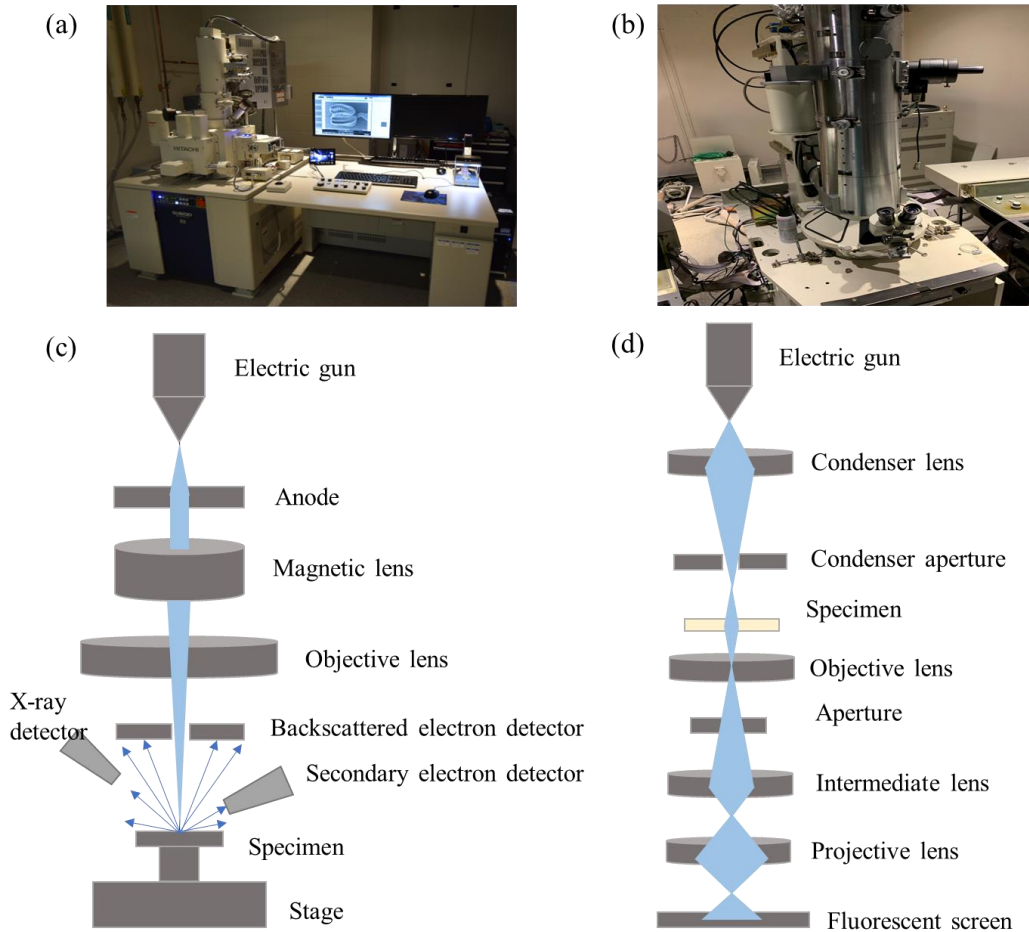 (a)
(b)
HITACHI
(c)
(d)
Electric gun
Anode
Magnetic lens
Objective lens
X-ray
detector
Backscattered electron detector
Secondary electron detector
Specimen
Stage
Electric gun
Condenser lens
Condenser aperture
Specimen
Objective lens
Aperture
Intermediate lens
Projective lens
Fluorescent screen